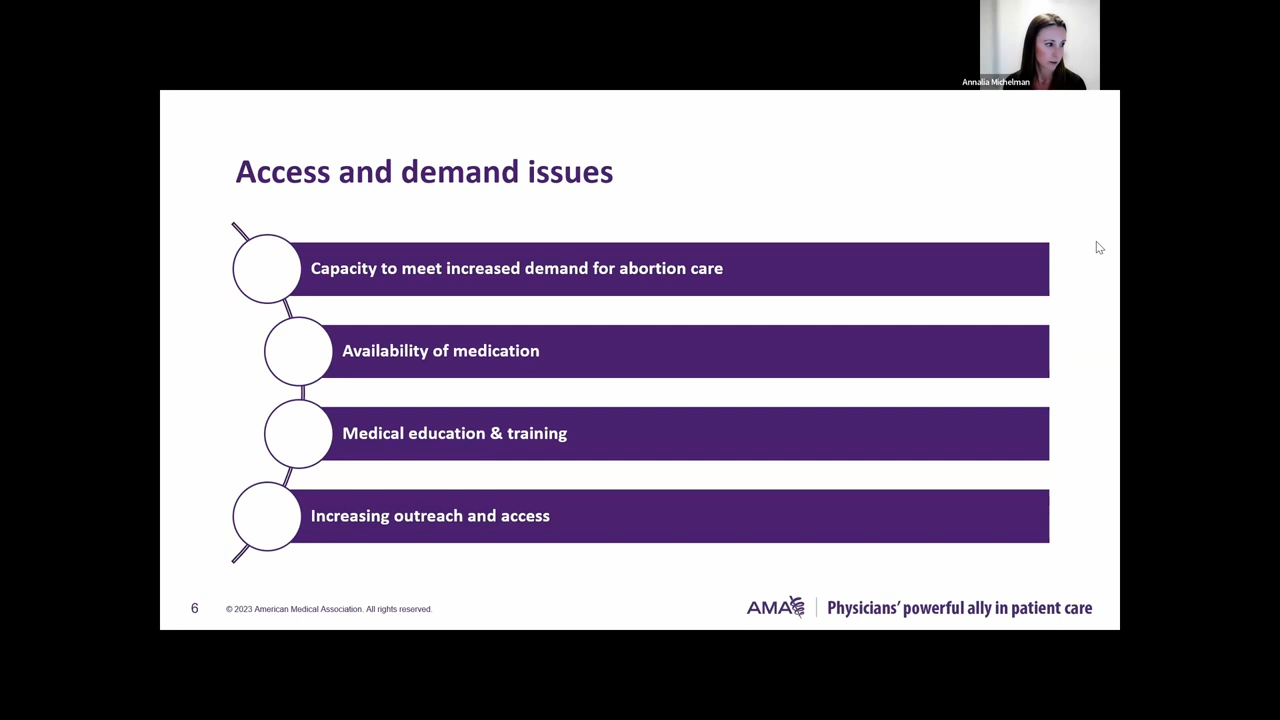 Annalia Michelman
Access and demand issues
Capacity to meet increased demand for abortion care
Availability of medication
Medical education & training
Increasing outreach and access
6
© 2023 American Medical Association. All rights reserved.
AMA
Physicians’ powerful ally in patient care